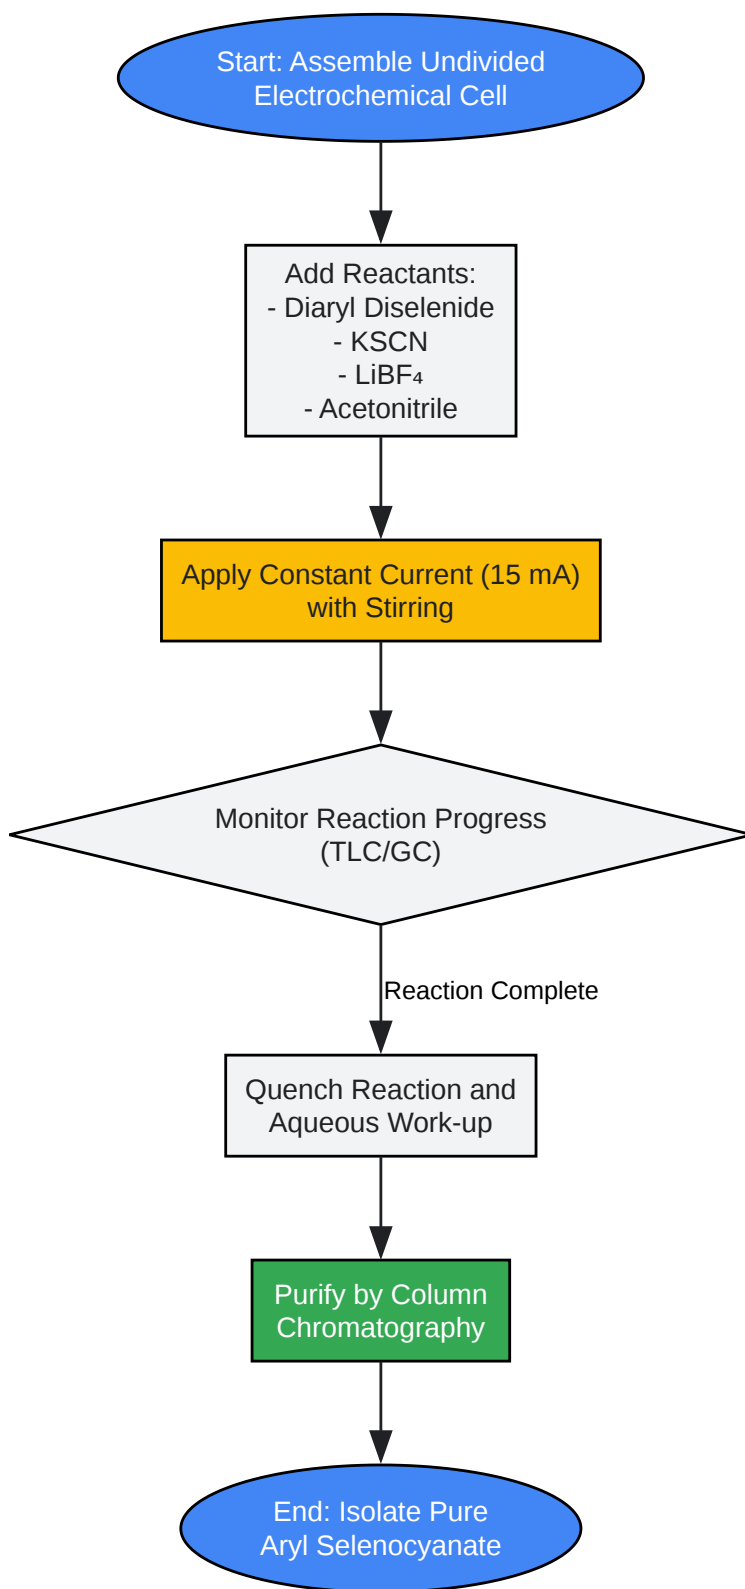 Start: Assemble Undivided
Electrochemical Cell
Add Reactants:
- Diaryl Diselenide
- KSCN
- LiBF₄
- Acetonitrile
Apply Constant Current (15 mA)
with Stirring
Monitor Reaction Progress
(TLC/GC)
Reaction Complete
Quench Reaction and
Aqueous Work-up
Purify by Column
Chromatography
End: Isolate Pure
Aryl Selenocyanate